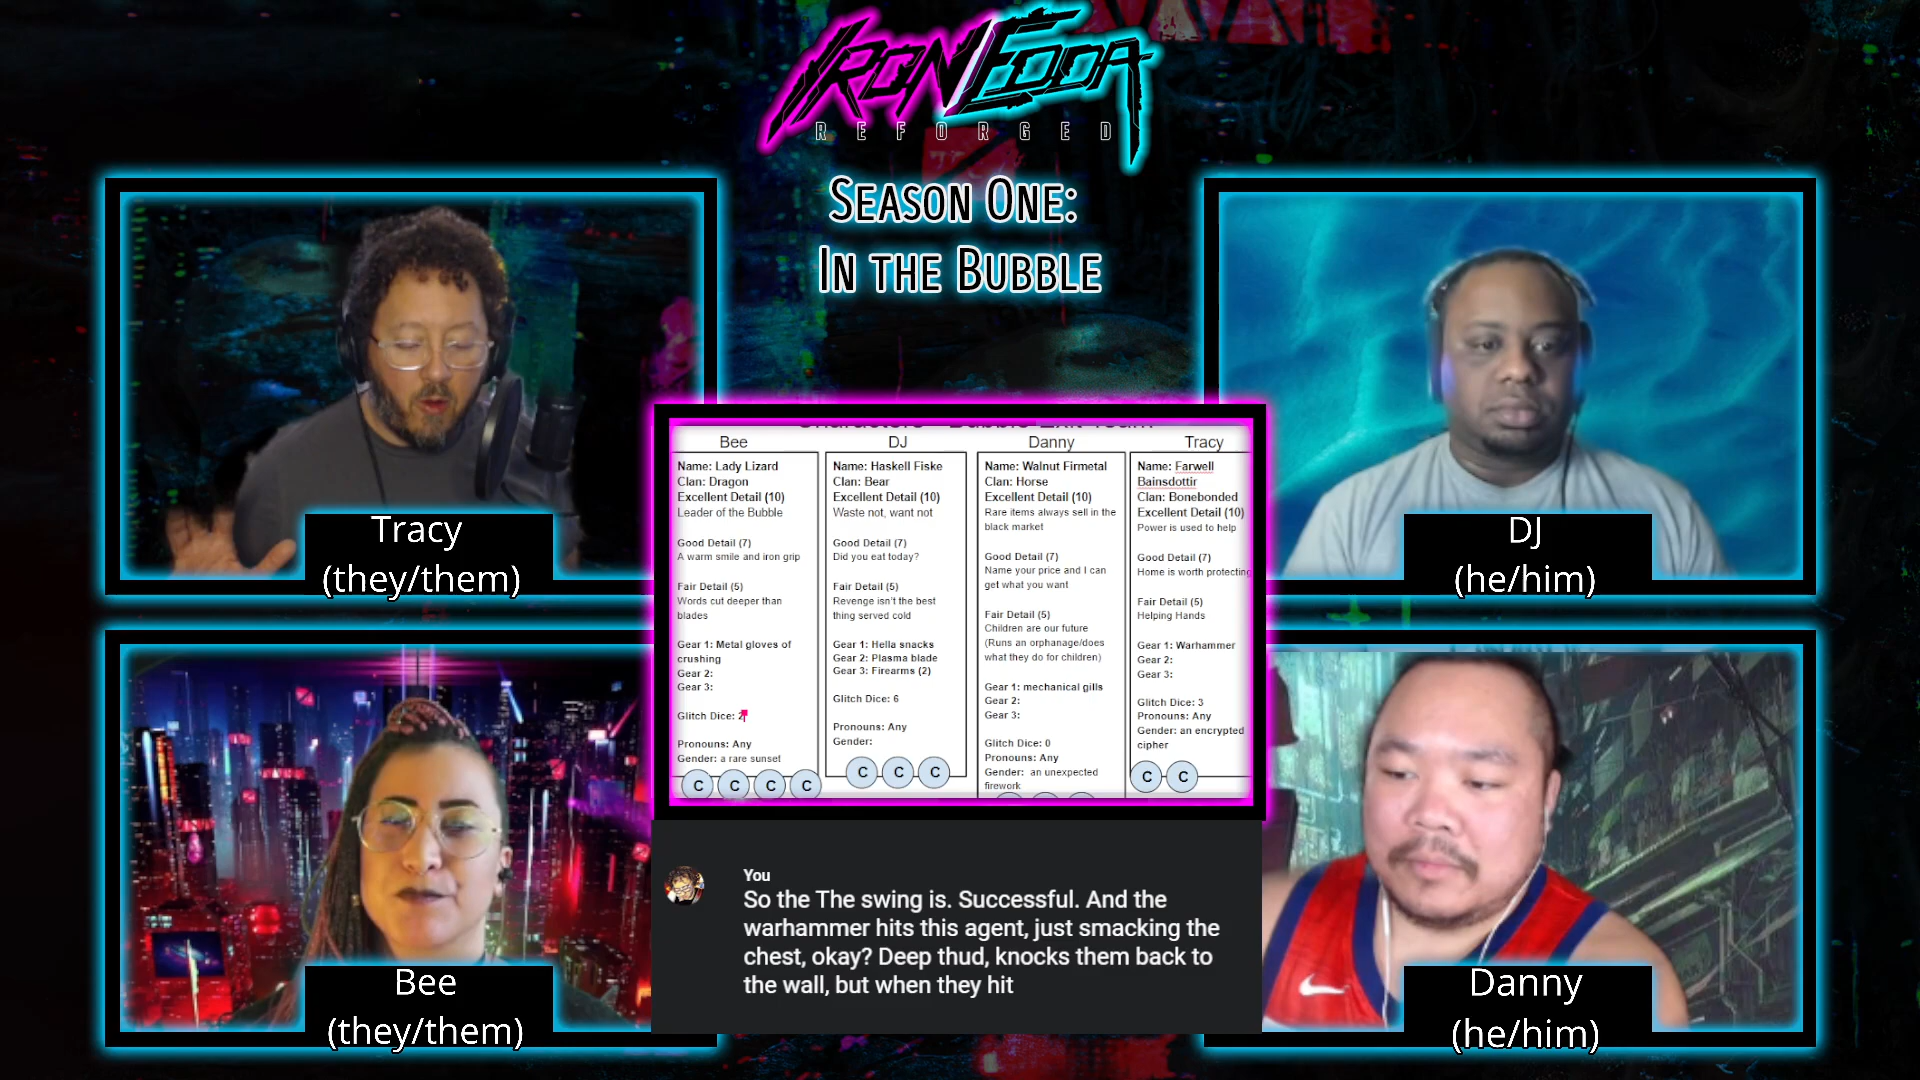 IRON EDDA
REFORGED
SEASON ONE:
IN THE BUBBLE
Tracy
(they/them)
DJ
(he/him)
Bee
(they/them)
Danny
(he/him)
Bee
Name: Lady Lizard
Clan: Dragon
Excellent Detail (10)
Leader of the Bubble
Good Detail (7)
A warm smile and iron grip
Fair Detail (5)
Words cut deeper than
blades
Gear 1: Metal gloves of
crushing
Gear 2:
Gear 3:
Glitch Dice: 2
Pronouns: Any
Gender: a rare sunset
C C C C
DJ
Name: Haskell Fiske
Clan: Bear
Excellent Detail (10)
Waste not, want not
Good Detail (7)
Did you eat today?
Fair Detail (5)
Revenge isn't the best
thing served cold
Gear 1: Hella snacks
Gear 2: Plasma blade
Gear 3: Firearms (2)
Glitch Dice: 6
Pronouns: Any
Gender:
C C C
Danny
Name: Walnut Firmetal
Clan: Horse
Excellent Detail (10)
Rare items always sell in the
black market
Good Detail (7)
Name your price and I can
get what you want
Fair Detail (5)
Children are our future
(Runs an orphanage/does
what they do for children)
Gear 1: mechanical gills
Gear 2:
Gear 3:
Glitch Dice: 0
Pronouns: Any
Gender: an unexpected
firework
Tracy
Name: Farwell
Bainsdottir
Clan: Bonebonded
Excellent Detail (10)
Power is used to help
Good Detail (7)
Home is worth protecting
Fair Detail (5)
Helping Hands
Gear 1: Warhammer
Gear 2:
Gear 3:
Glitch Dice: 3
Pronouns: Any
Gender: an encrypted
cipher
C C
You
So the The swing is. Successful. And the
warhammer hits this agent, just smacking the
chest, okay? Deep thud, knocks them back to
the wall, but when they hit